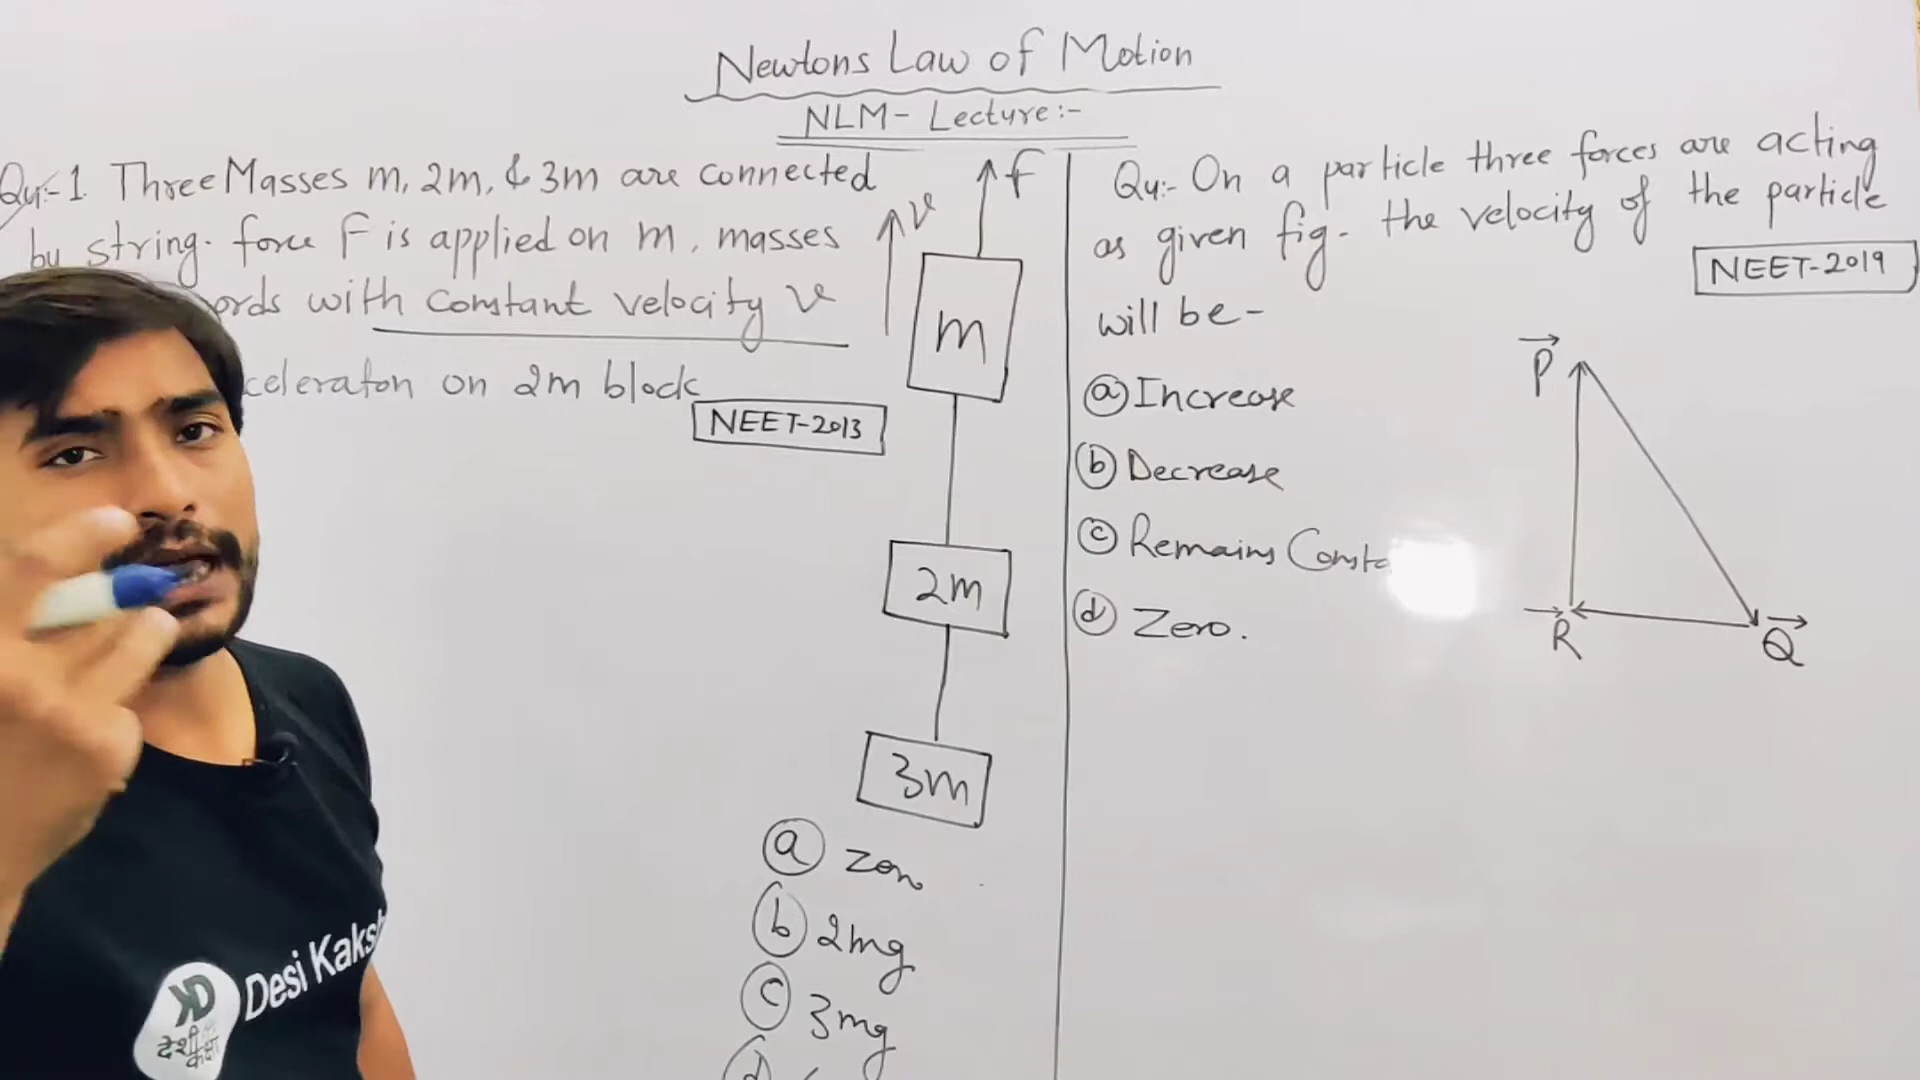 Newtons Law of Motion
NLM- Lecture:-
Qu:-1. Three Masses m, 2m, & 3m are connected
by string. force F is applied on m, masses
with constant velocity v
on 2m block
NEET-2013
F
v
m
2m
3m
a zero
b 2mg
c 3mg
d
Qu:- On a particle three forces are acting
as given fig- the velocity of the particle
NEET-2019
will be-
a Increase
b Decrease
c Remains
d Zero.
P
R
Q
Desi
KD
देशी
कक्षा